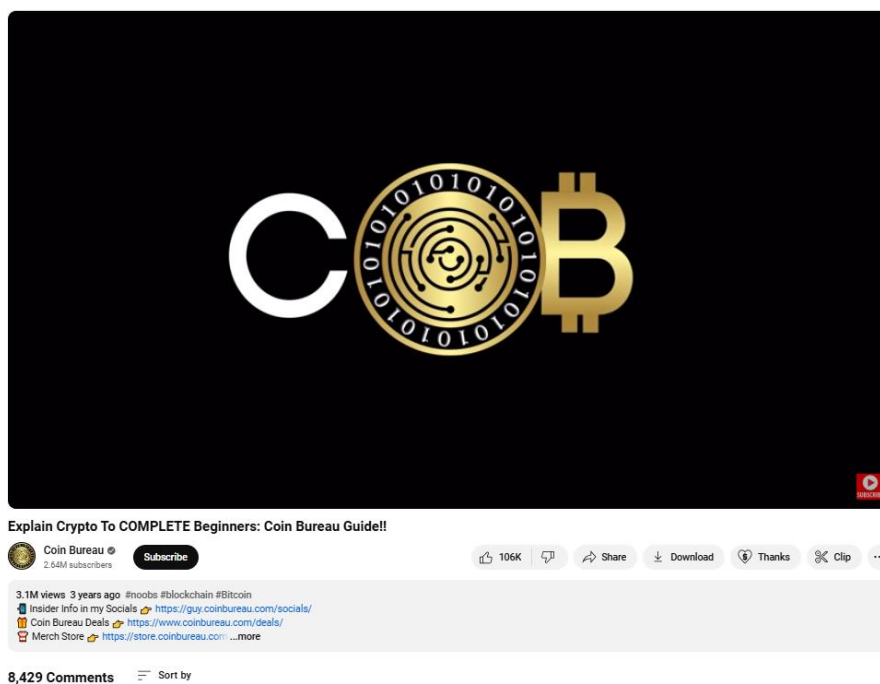 COB
1010101010101010101010101010101010101010
SUBSCRIBE
Explain Crypto To COMPLETE Beginners: Coin Bureau Guide!!
Coin Bureau
2.64M subscribers
Subscribe
106K
Share
Download
Thanks
Clip
3.1M views 3 years ago #noobs #blockchain #Bitcoin
Insider Info in my Socials 👉 https://guy.coinbureau.com/socials/
Coin Bureau Deals 👉 https://www.coinbureau.com/deals/
Merch Store 👉 https://store.coinbureau.com ...more
8,429 Comments
Sort by